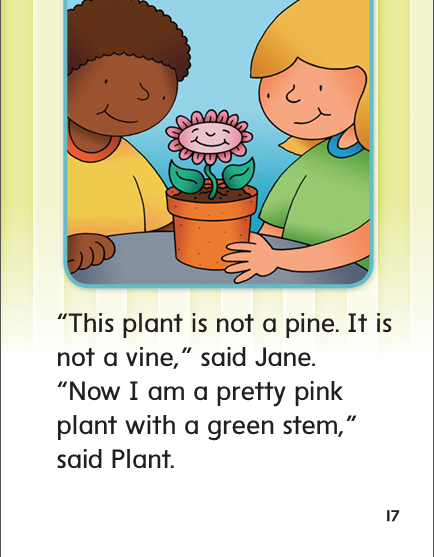 “This plant is not a pine. It is
not a vine,” said Jane.
“Now I am a pretty pink
plant with a green stem,”
said Plant.
17